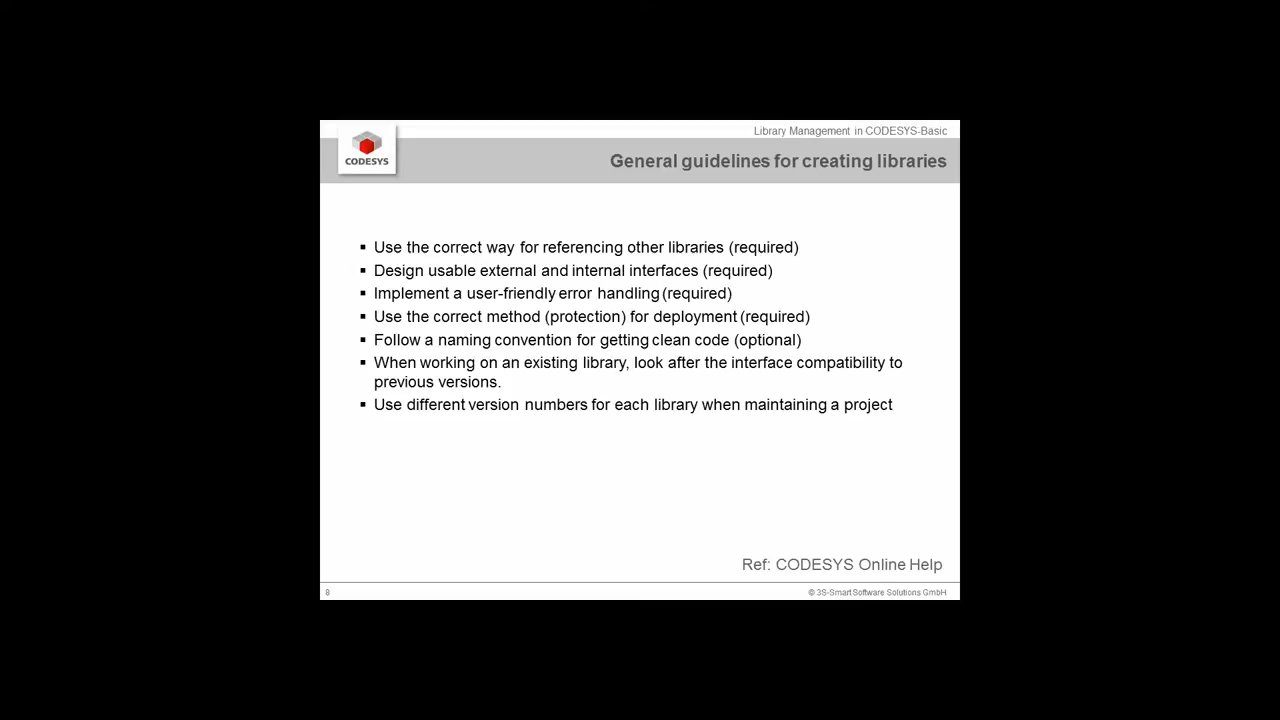 Library Management in CODESYS-Basic
CODESYS
General guidelines for creating libraries
▪ Use the correct way for referencing other libraries (required)
▪ Design usable external and internal interfaces (required)
▪ Implement a user-friendly error handling (required)
▪ Use the correct method (protection) for deployment (required)
▪ Follow a naming convention for getting clean code (optional)
▪ When working on an existing library, look after the interface compatibility to
previous versions.
▪ Use different version numbers for each library when maintaining a project
Ref: CODESYS Online Help
8
© 3S-Smart Software Solutions GmbH